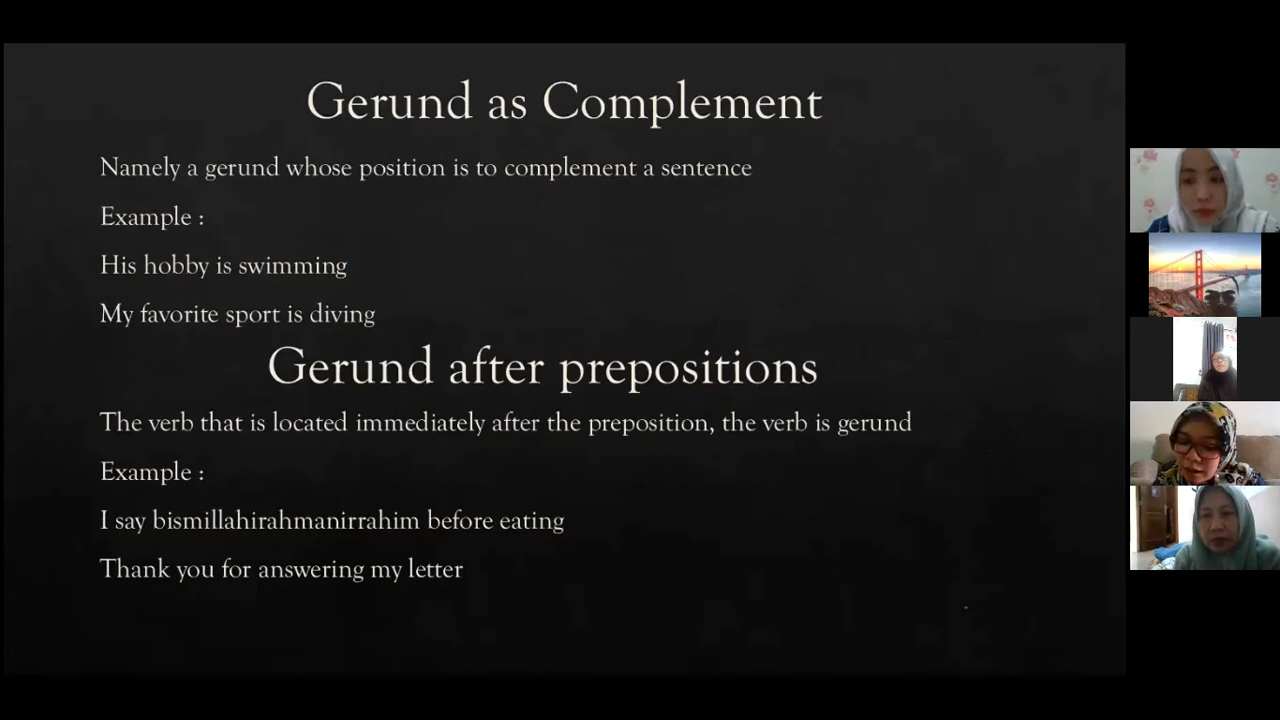 Gerund as Complement
Namely a gerund whose position is to complement a sentence
Example :
His hobby is swimming
My favorite sport is diving
Gerund after prepositions
The verb that is located immediately after the preposition, the verb is gerund
Example :
I say bismillahirahmanirrahim before eating
Thank you for answering my letter